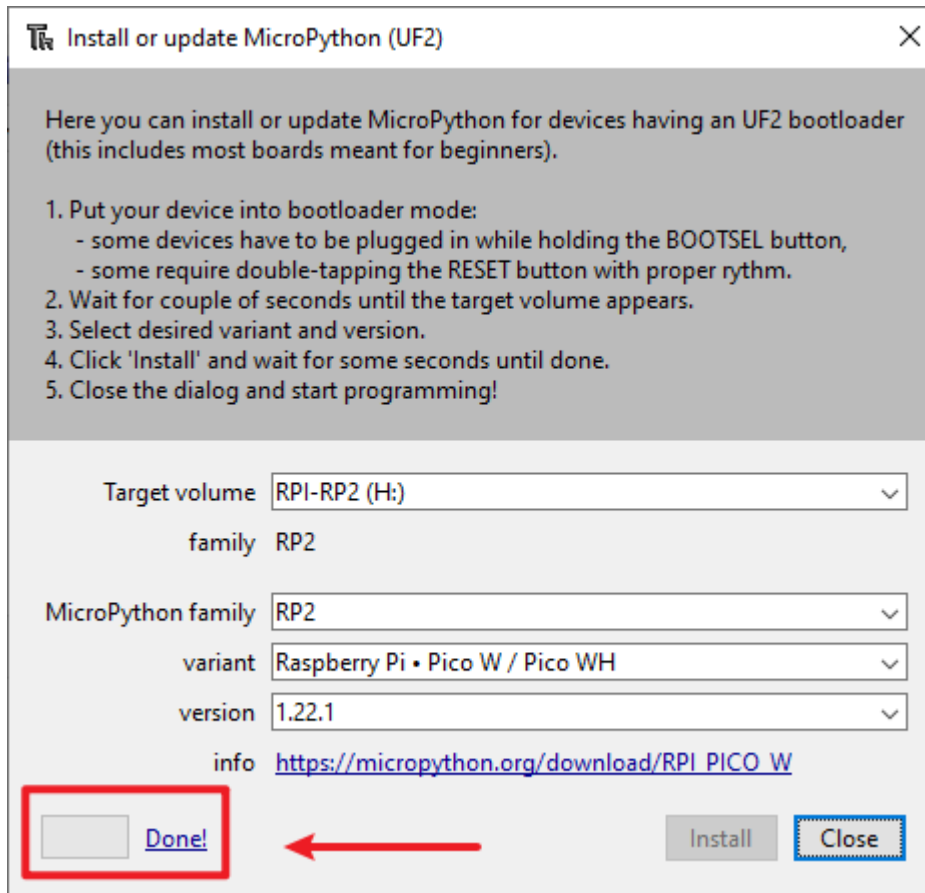 Install or update MicroPython (UF2)
Here you can install or update MicroPython for devices having an UF2 bootloader
(this includes most boards meant for beginners).
1. Put your device into bootloader mode:
- some devices have to be plugged in while holding the BOOTSEL button,
- some require double-tapping the RESET button with proper rythm.
2. Wait for couple of seconds until the target volume appears.
3. Select desired variant and version.
4. Click 'Install' and wait for some seconds until done.
5. Close the dialog and start programming!
Target volume RPI-RP2 (H:)
family RP2
MicroPython family RP2
variant Raspberry Pi • Pico W / Pico WH
version 1.22.1
info https://micropython.org/download/RPI_PICO_W
Done! Install Close